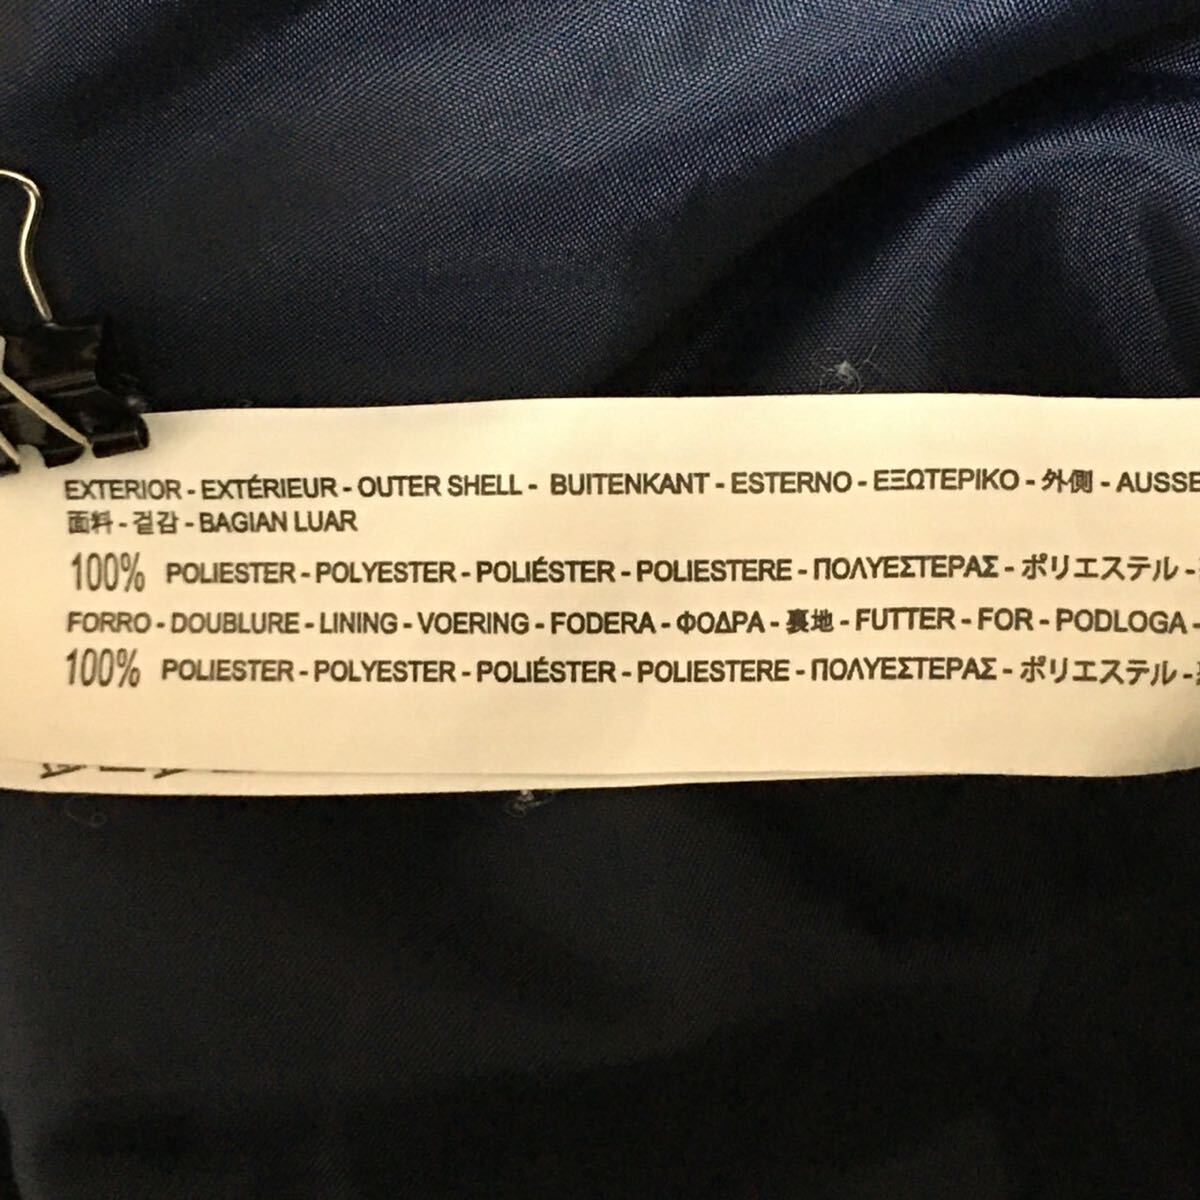 EXTERIOR - EXTÉRIEUR - OUTER SHELL - BUITENKANT - ESTERNO - ΕΞΩΤΕΡΙΚΟ - 外側 - AUSSE
面料 - 겉감 - BAGIAN LUAR
100% POLIESTER - POLYESTER - POLIÉSTER - POLIESTERE - ΠΟΛΥΕΣΤΕΡΑΣ - ポリエステル -
FORRO - DOUBLURE - LINING - VOERING - FODERA - ΦΟΔΡΑ - 裏地 - FUTTER - FOR - PODLOGA -
100% POLIESTER - POLYESTER - POLIÉSTER - POLIESTERE - ΠΟΛΥΕΣΤΕΡΑΣ - ポリエステル -